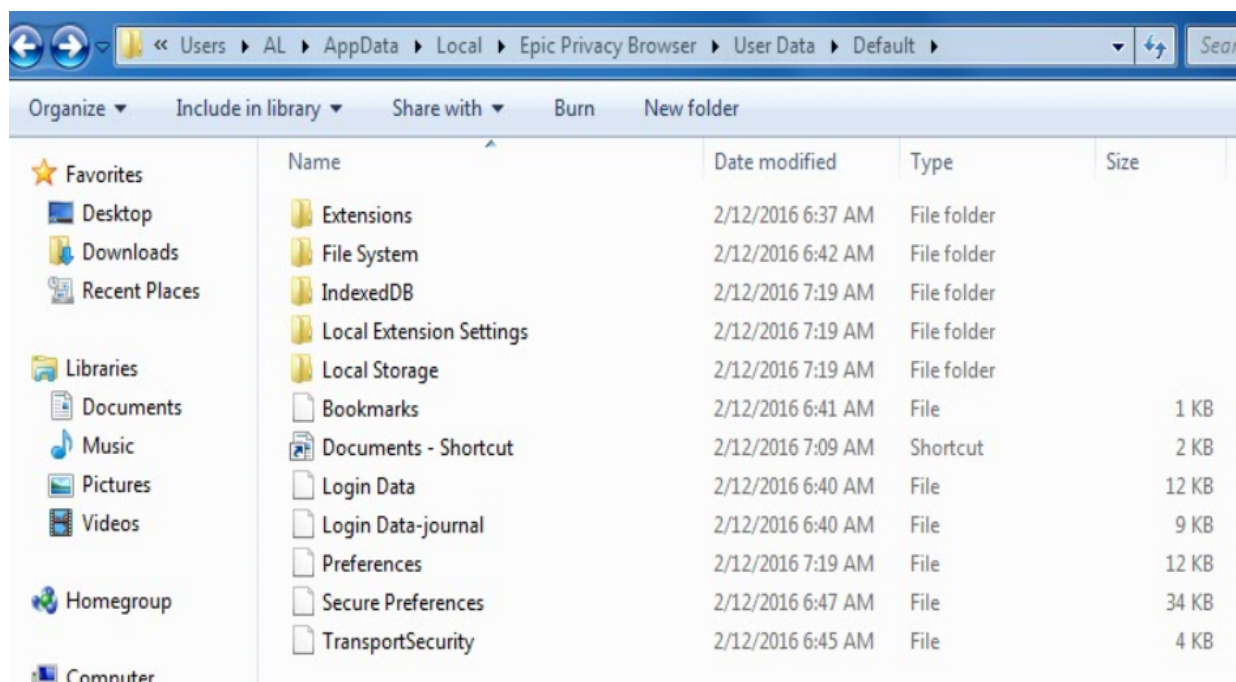 « Users ▸ AL ▸ AppData ▸ Local ▸ Epic Privacy Browser ▸ User Data ▸ Default ▸
Organize ▾ Include in library ▾ Share with ▾ Burn New folder
Name Date modified Type Size
Favorites
Desktop
Downloads
Recent Places
Libraries
Documents
Music
Pictures
Videos
Homegroup
Computer
Extensions 2/12/2016 6:37 AM File folder
File System 2/12/2016 6:42 AM File folder
IndexedDB 2/12/2016 7:19 AM File folder
Local Extension Settings 2/12/2016 7:19 AM File folder
Local Storage 2/12/2016 7:19 AM File folder
Bookmarks 2/12/2016 6:41 AM File 1 KB
Documents - Shortcut 2/12/2016 7:09 AM Shortcut 2 KB
Login Data 2/12/2016 6:40 AM File 12 KB
Login Data-journal 2/12/2016 6:40 AM File 9 KB
Preferences 2/12/2016 7:19 AM File 12 KB
Secure Preferences 2/12/2016 6:47 AM File 34 KB
TransportSecurity 2/12/2016 6:45 AM File 4 KB